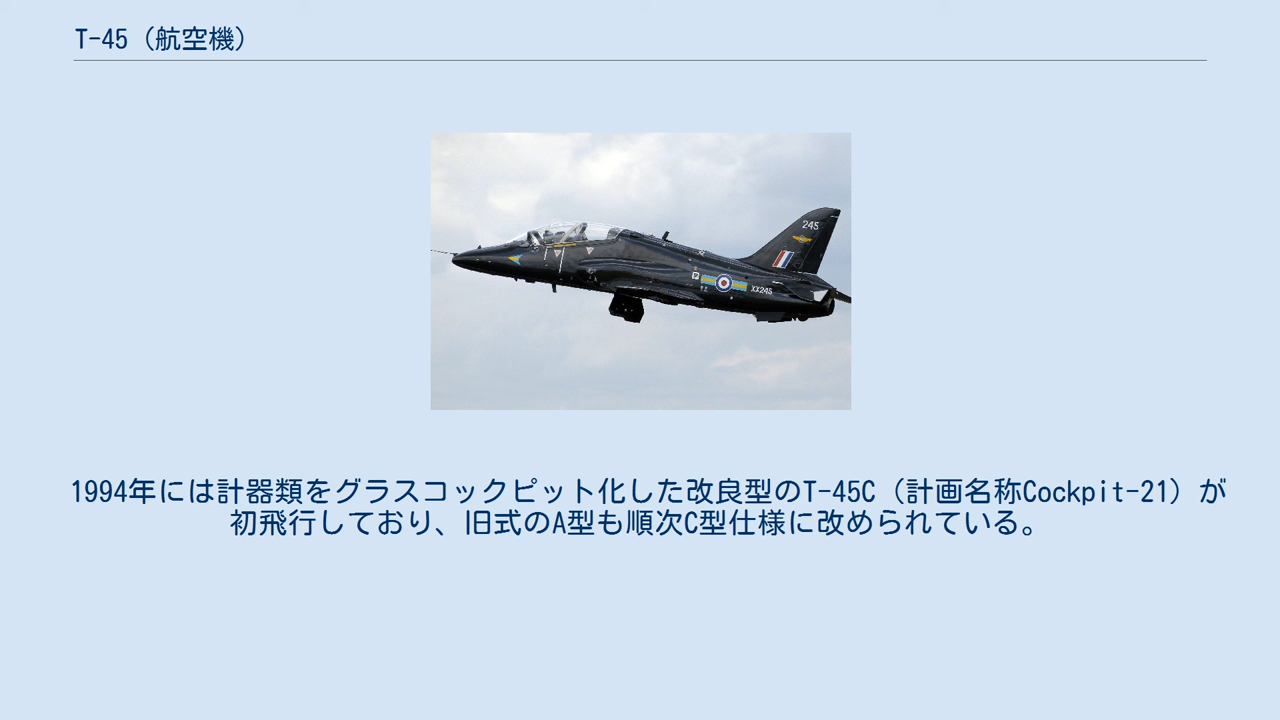 T-45（航空機）
245
XX245
1994年には計器類をグラスコックピット化した改良型のT-45C（計画名称Cockpit-21）が
初飛行しており、旧式のA型も順次C型仕様に改められている。